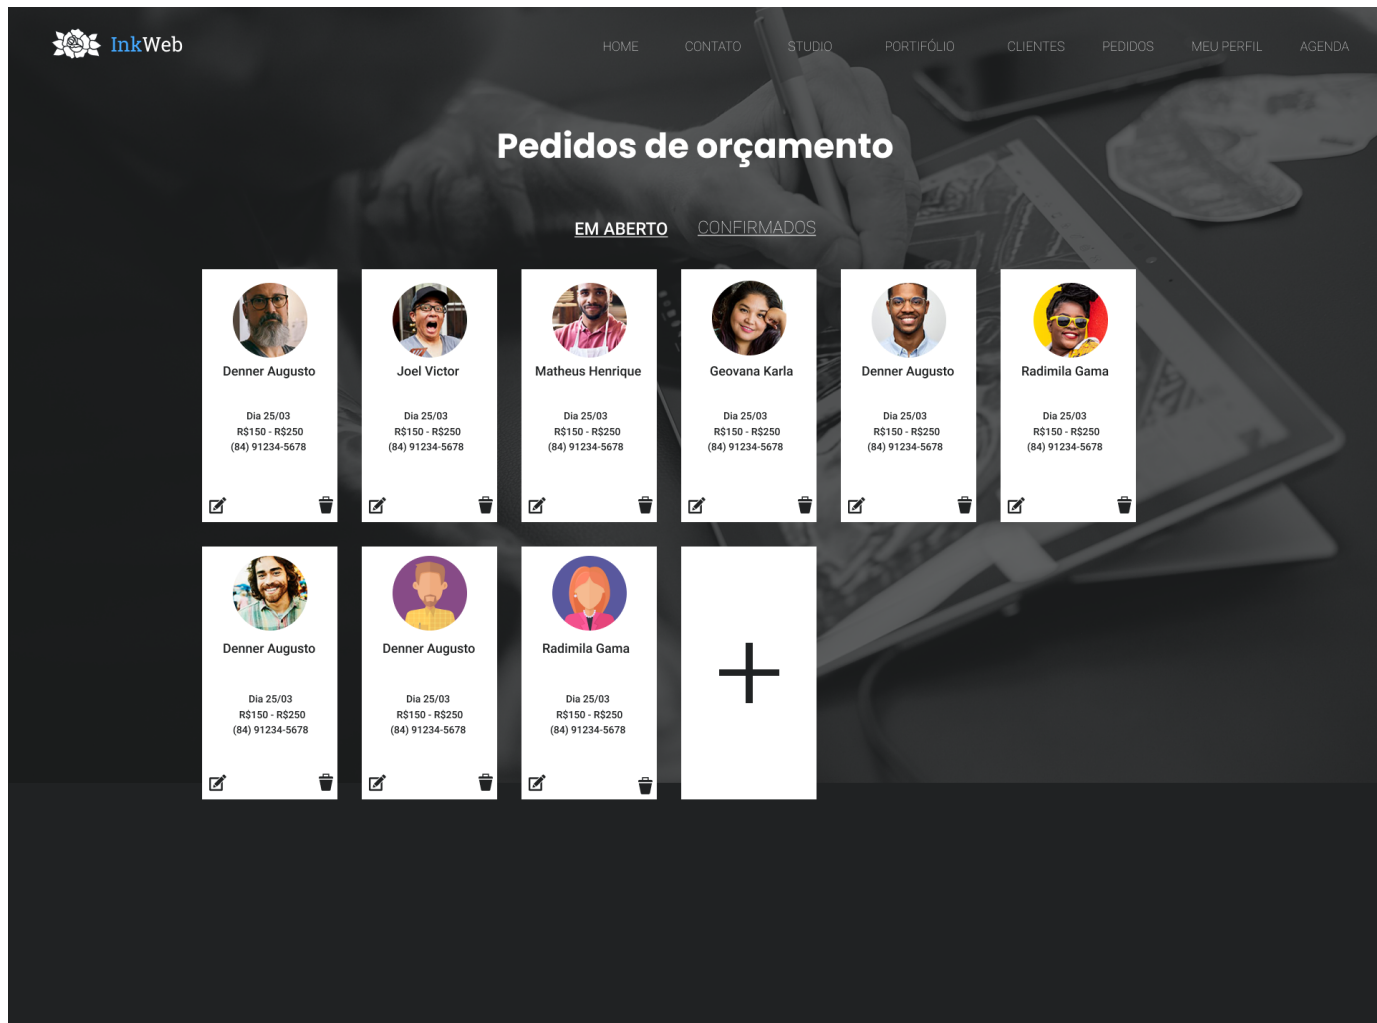 InkWeb
HOME CONTATO STUDIO PORTIFÓLIO CLIENTES PEDIDOS MEU PERFIL AGENDA
Pedidos de orçamento
EM ABERTO CONFIRMADOS
Denner Augusto
Dia 25/03
R$150 - R$250
(84) 91234-5678
Joel Victor
Dia 25/03
R$150 - R$250
(84) 91234-5678
Matheus Henrique
Dia 25/03
R$150 - R$250
(84) 91234-5678
Geovana Karla
Dia 25/03
R$150 - R$250
(84) 91234-5678
Denner Augusto
Dia 25/03
R$150 - R$250
(84) 91234-5678
Radimila Gama
Dia 25/03
R$150 - R$250
(84) 91234-5678
Denner Augusto
Dia 25/03
R$150 - R$250
(84) 91234-5678
Denner Augusto
Dia 25/03
R$150 - R$250
(84) 91234-5678
Radimila Gama
Dia 25/03
R$150 - R$250
(84) 91234-5678